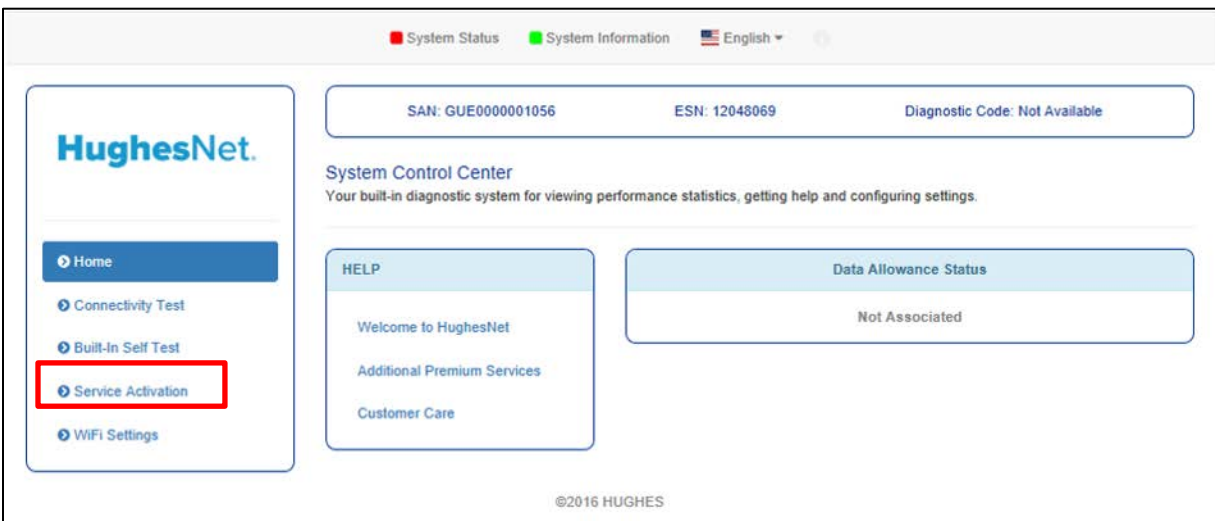 System Status System Information English
SAN: GUE0000001056 ESN: 12048069 Diagnostic Code: Not Available
HughesNet.
System Control Center
Your built-in diagnostic system for viewing performance statistics, getting help and configuring settings.
Home
Connectivity Test
Built-In Self Test
Service Activation
WiFi Settings
HELP
Welcome to HughesNet
Additional Premium Services
Customer Care
Data Allowance Status
Not Associated
©2016 HUGHES